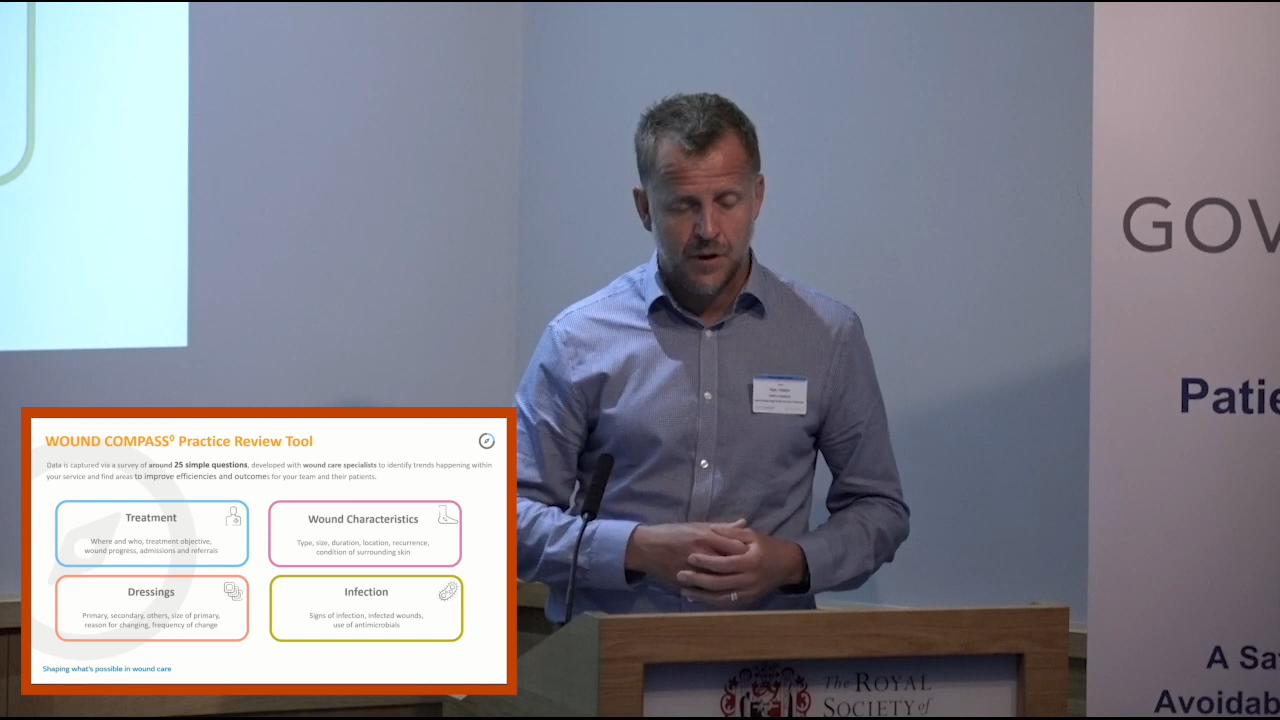 WOUND COMPASS◊ Practice Review Tool
Data is captured via a survey of around 25 simple questions, developed with wound care specialists to identify trends happening within
your service and find areas to improve efficiencies and outcomes for your team and their patients.
Treatment
Where and who, treatment objective,
wound progress, admissions and referrals
Wound Characteristics
Type, size, duration, location, recurrence,
condition of surrounding skin
Dressings
Primary, secondary, others, size of primary,
reason for changing, frequency of change
Infection
Signs of infection, infected wounds,
use of antimicrobials
Shaping what's possible in wound care
The ROYAL
SOCIETY of
GOV
Patie
A Sa
Avoidab